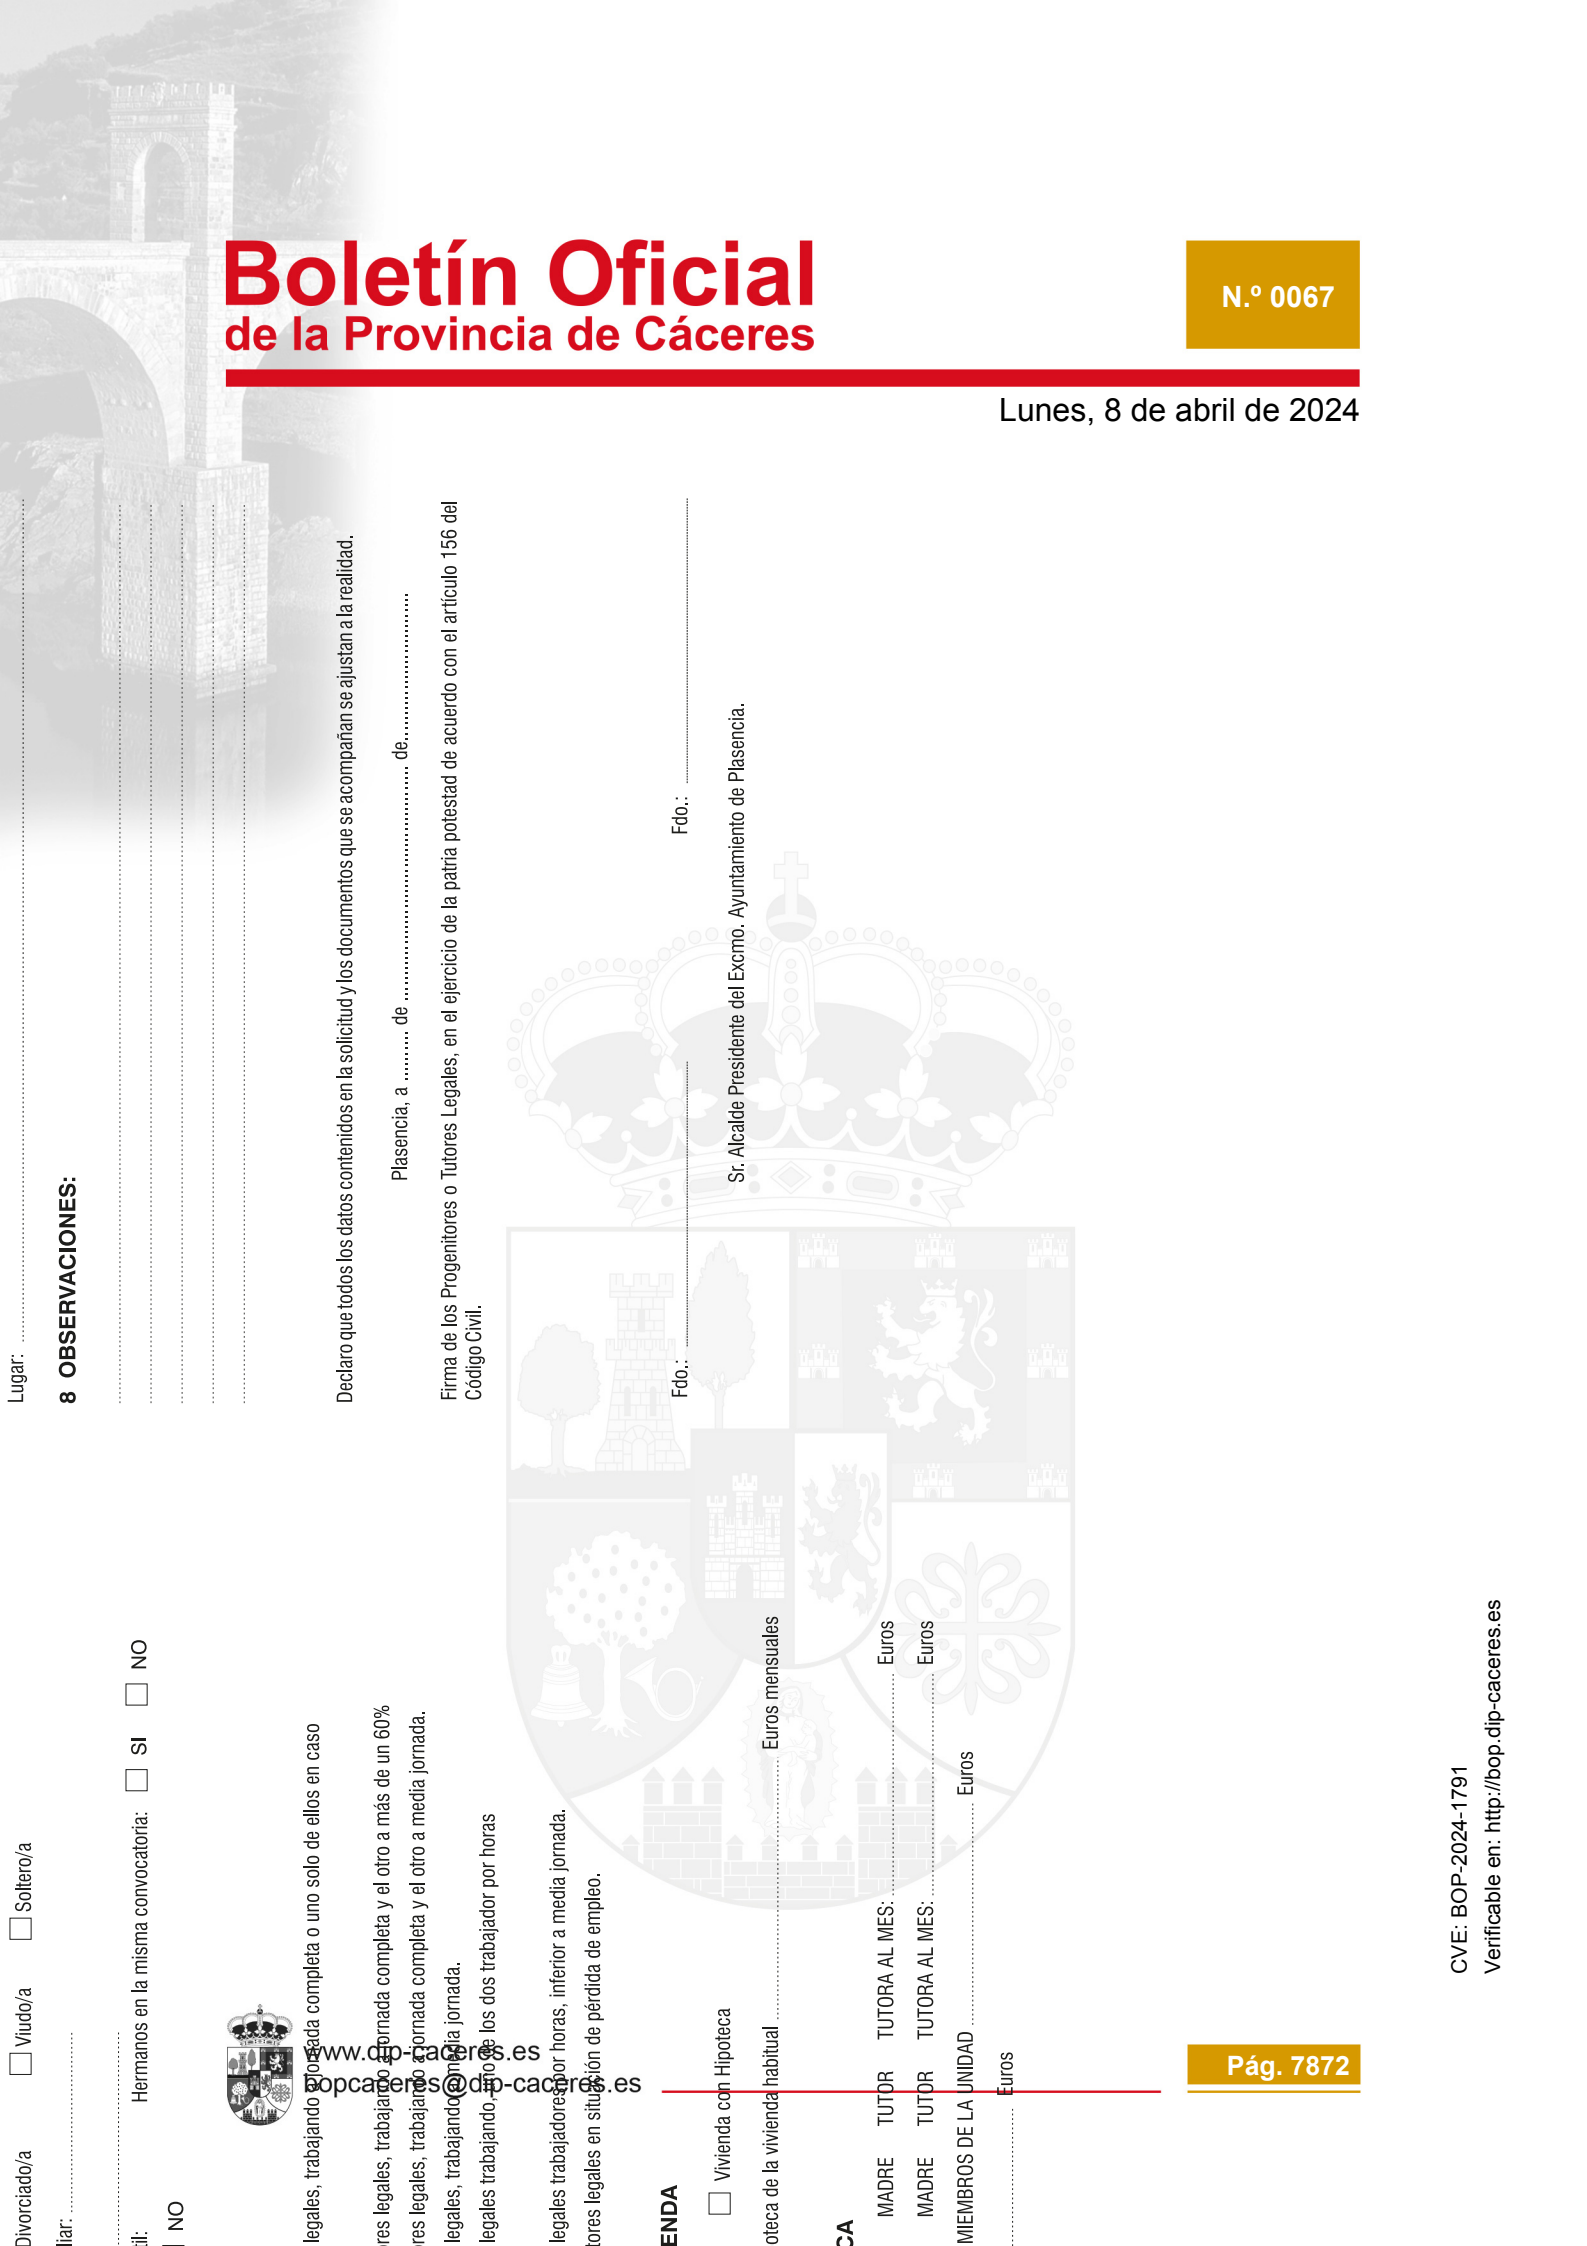 Boletín Oficial
de la Provincia de Cáceres
N.º 0067
Lunes, 8 de abril de 2024
Divorciado/a Viudo/a Soltero/a
liar:
Hermanos en la misma convocatoria: SI NO
til:
NO
legales, trabajando a jornada completa o uno solo de ellos en caso
res legales, trabajando a jornada completa y el otro a más de un 60%
res legales, trabajando a jornada completa y el otro a media jornada.
legales, trabajando a media jornada.
legales trabajando, uno de los dos trabajador por horas
legales trabajadores por horas, inferior a media jornada.
tores legales en situación de pérdida de empleo.
ENDA
Vivienda con Hipoteca
oteca de la vivienda habitual Euros mensuales
CA
MADRE TUTOR TUTORA AL MES: Euros
MADRE TUTOR TUTORA AL MES: Euros
MIEMBROS DE LA UNIDAD Euros
Euros
Lugar:
8 OBSERVACIONES:
Declaro que todos los datos contenidos en la solicitud y los documentos que se acompañan se ajustan a la realidad.
Plasencia, a .......... de .......... de..........
Firma de los Progenitores o Tutores Legales, en el ejercicio de la patria potestad de acuerdo con el artículo 156 del
Código Civil.
Fdo.: Fdo.:
Sr. Alcalde Presidente del Excmo. Ayuntamiento de Plasencia.
CVE: BOP-2024-1791
Verificable en: http://bop.dip-caceres.es
www.dip-caceres.es
bopcaceres@dip-caceres.es
Pág. 7872